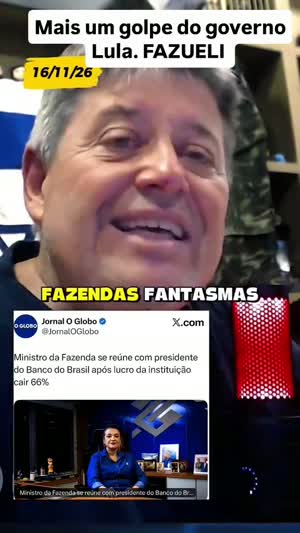 Mais um golpe do governo
Lula. FAZUELI
16/11/26
FAZENDAS FANTASMAS
O GLOBO
Jornal O Globo
X.com
@JornalOGlobo
Ministro da Fazenda se reúne com presidente
do Banco do Brasil após lucro da instituição
cair 66%
Ministro da Fazenda se reúne com presidente do Banco do Br...